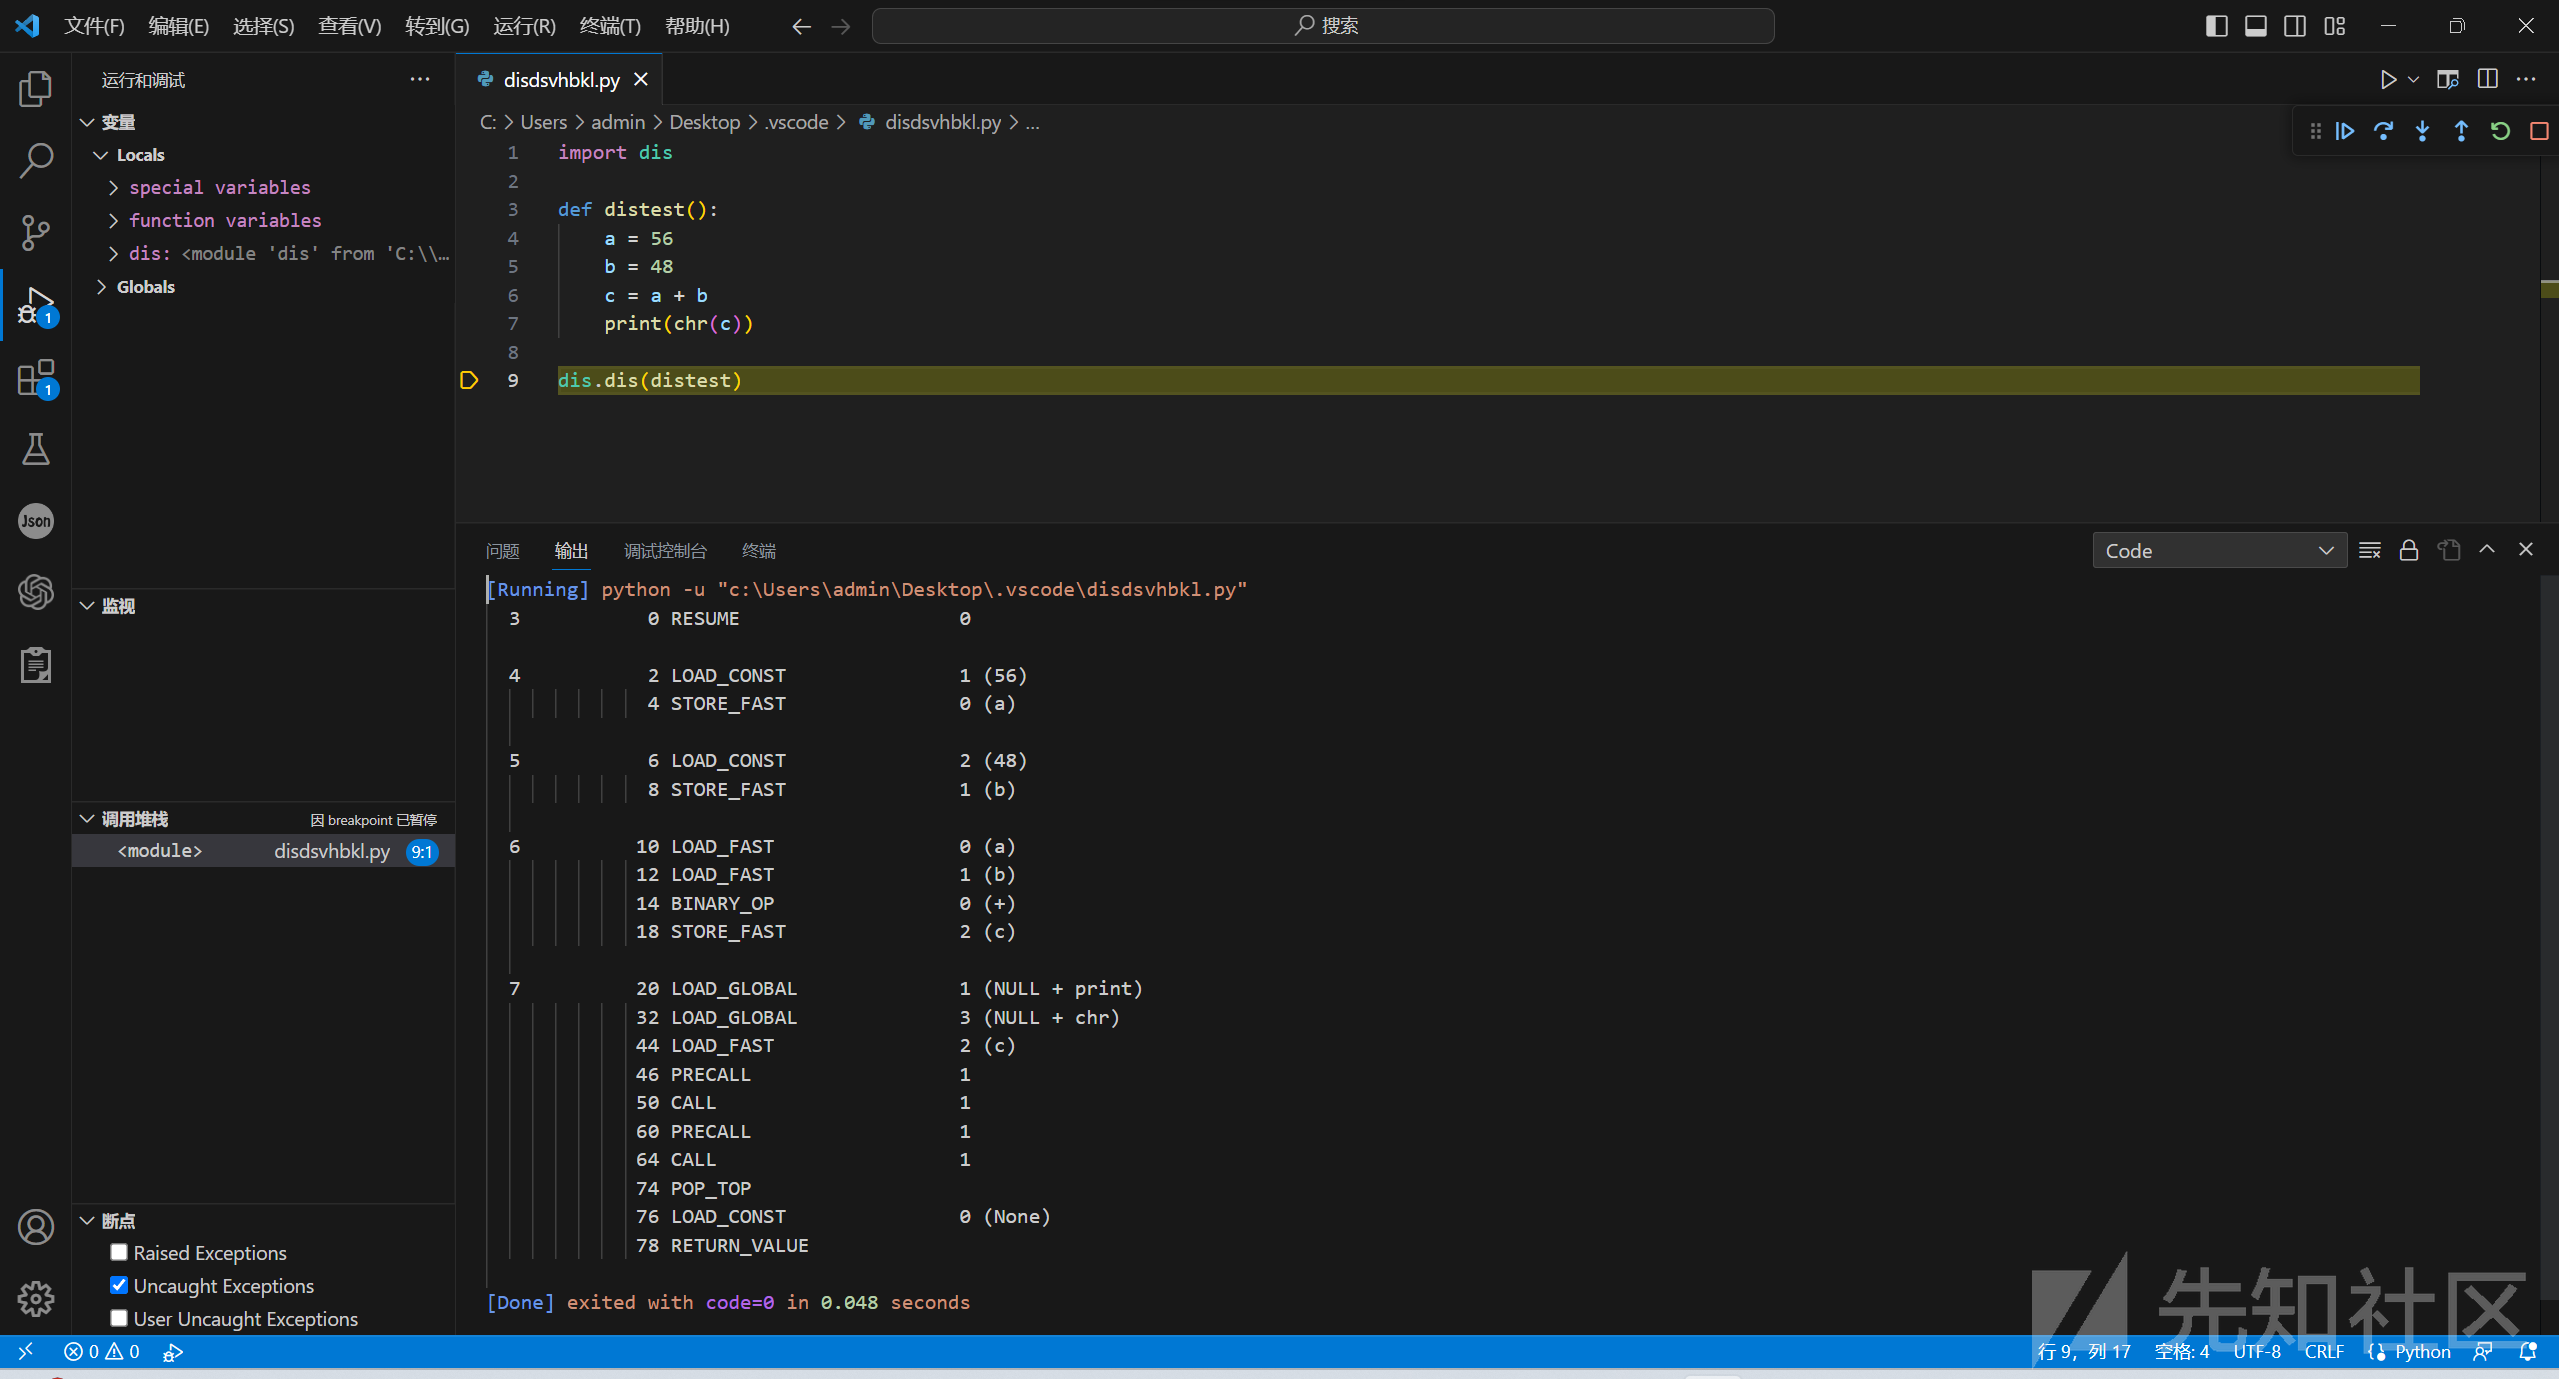 文件(F) 编辑(E) 选择(S) 查看(V) 转到(G) 运行(R) 终端(T) 帮助(H) 搜索
运行和调试
变量
Locals
special variables
function variables
dis: <module 'dis' from 'C:\\…
Globals
监视
调用堆栈 因 breakpoint 已暂停
<module> disdsvhbkl.py 9:1
断点
Raised Exceptions
Uncaught Exceptions
User Uncaught Exceptions
1
1
Json
disdsvhbkl.py
C: > Users > admin > Desktop > .vscode > disdsvhbkl.py > ...
1 import dis
2
3 def distest():
4     a = 56
5     b = 48
6     c = a + b
7     print(chr(c))
8
9 dis.dis(distest)
问题 输出 调试控制台 终端 Code
[Running] python -u "c:\Users\admin\Desktop\.vscode\disdsvhbkl.py"
3 0 RESUME 0
4 2 LOAD_CONST 1 (56)
4 STORE_FAST 0 (a)
5 6 LOAD_CONST 2 (48)
8 STORE_FAST 1 (b)
6 10 LOAD_FAST 0 (a)
12 LOAD_FAST 1 (b)
14 BINARY_OP 0 (+)
18 STORE_FAST 2 (c)
7 20 LOAD_GLOBAL 1 (NULL + print)
32 LOAD_GLOBAL 3 (NULL + chr)
44 LOAD_FAST 2 (c)
46 PRECALL 1
50 CALL 1
60 PRECALL 1
64 CALL 1
74 POP_TOP
76 LOAD_CONST 0 (None)
78 RETURN_VALUE
[Done] exited with code=0 in 0.048 seconds
先知社区
0 0 行 9，列 17 空格: 4 UTF-8 CRLF Python